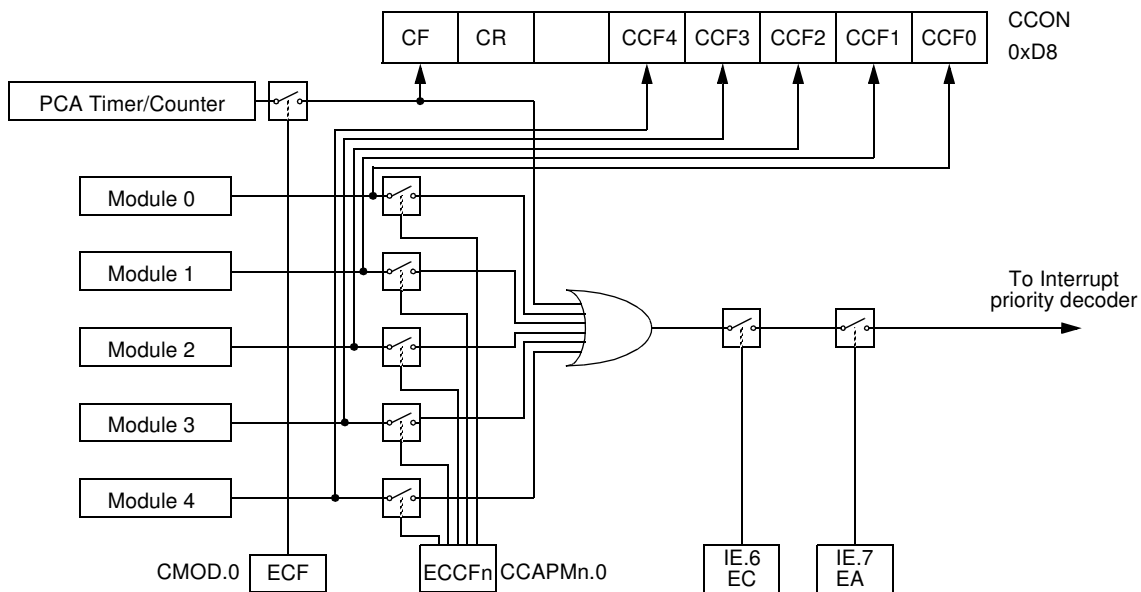 CF CR CCF4 CCF3 CCF2 CCF1 CCF0
CCON
0xD8
PCA Timer/Counter
Module 0
Module 1
To Interrupt
priority decoder
Module 2
Module 3
Module 4
CMOD.0 ECF
ECCFn CCAPMn.0
IE.6
EC
IE.7
EA